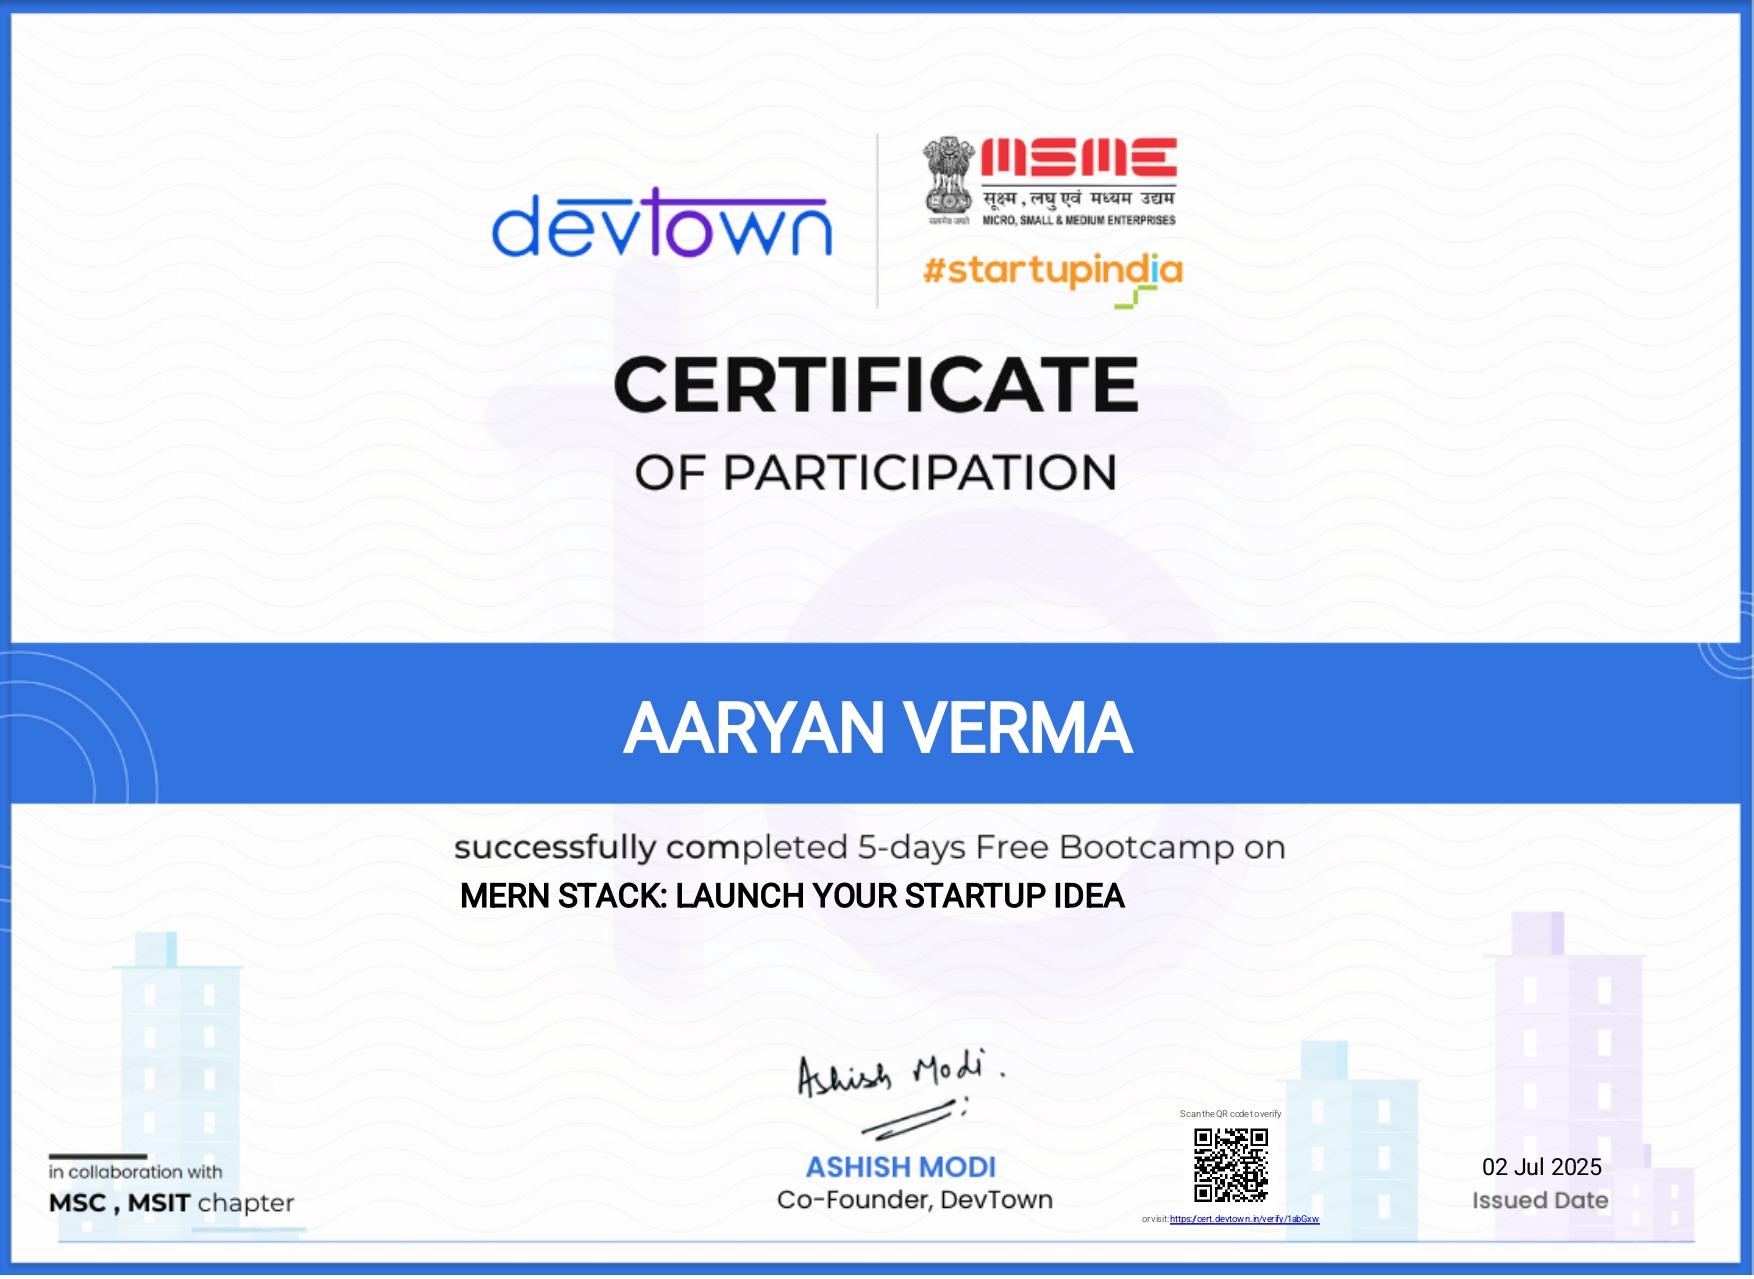 devtown
MSME
सूक्ष्म , लघु एवं मध्यम उद्यम
MICRO, SMALL & MEDIUM ENTERPRISES
सत्यमेव जयते
#startupindia
CERTIFICATE
OF PARTICIPATION
AARYAN VERMA
successfully completed 5-days Free Bootcamp on
MERN STACK: LAUNCH YOUR STARTUP IDEA
Ashish Modi.
ASHISH MODI
Co-Founder, DevTown
in collaboration with
MSC , MSIT chapter
Scan the QR code to verify
or visit: https://cert.devtown.in/verify/1abGxw
02 Jul 2025
Issued Date